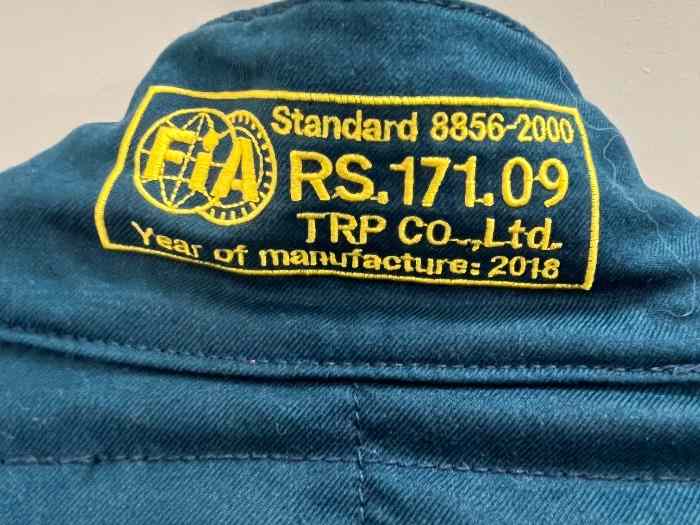 FIA
Standard 8856-2000
RS.171.09
TRP CO.,Ltd.
Year of manufacture: 2018